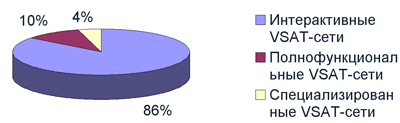 10%
4%
86%
Интерактивные
VSAT-сети
Полнофункционал
ьные VSAT-сети
Специализирован
ные VSAT-сети